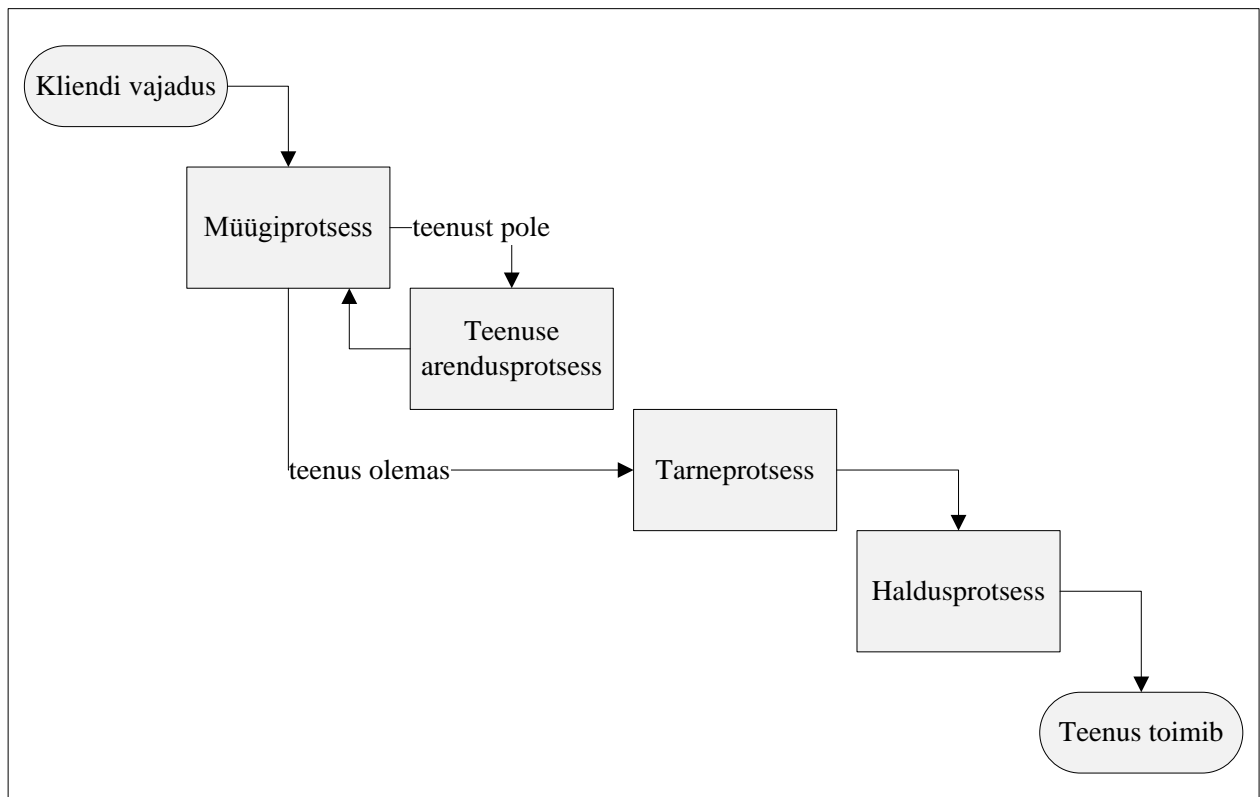 Kliendi vajadus
Müügiprotsess
teenust pole
Teenuse
arendusprotsess
teenus olemas
Tarneprotsess
Haldusprotsess
Teenus toimib